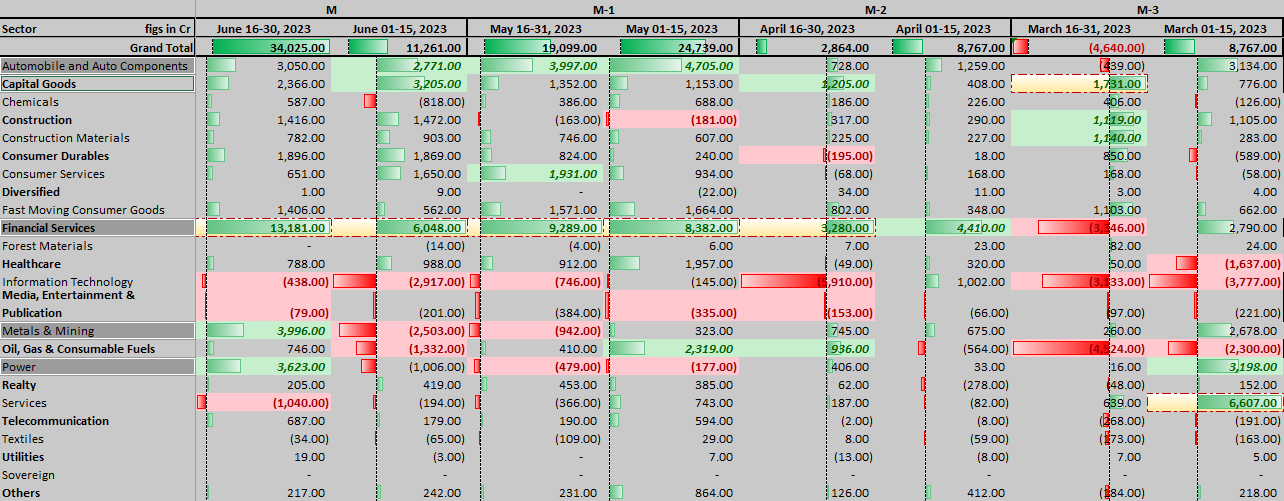 M M-1 M-2 M-3
Sector figs in Cr June 16-30, 2023 June 01-15, 2023 May 16-31, 2023 May 01-15, 2023 April 16-30, 2023 April 01-15, 2023 March 16-31, 2023 March 01-15, 2023
Grand Total 34,025.00 11,261.00 19,099.00 24,739.00 2,864.00 8,767.00 (4,640.00) 8,767.00
Automobile and Auto Components 3,050.00 2,771.00 3,997.00 4,705.00 728.00 1,259.00 (439.00) 3,134.00
Capital Goods 2,366.00 3,205.00 1,352.00 1,153.00 1,205.00 408.00 1,731.00 776.00
Chemicals 587.00 (818.00) 386.00 688.00 186.00 226.00 406.00 (126.00)
Construction 1,416.00 1,472.00 (163.00) (181.00) 317.00 290.00 1,119.00 1,105.00
Construction Materials 782.00 903.00 746.00 607.00 225.00 227.00 1,140.00 283.00
Consumer Durables 1,896.00 1,869.00 824.00 240.00 (195.00) 18.00 850.00 (589.00)
Consumer Services 651.00 1,650.00 1,931.00 934.00 (68.00) 168.00 168.00 (58.00)
Diversified 1.00 9.00 - (22.00) 34.00 11.00 3.00 4.00
Fast Moving Consumer Goods 1,406.00 562.00 1,571.00 1,664.00 802.00 348.00 1,103.00 662.00
Financial Services 13,181.00 6,048.00 9,289.00 8,382.00 3,280.00 4,410.00 (3,346.00) 2,790.00
Forest Materials - (14.00) (4.00) 6.00 7.00 23.00 82.00 24.00
Healthcare 788.00 988.00 912.00 1,957.00 (49.00) 320.00 50.00 (1,637.00)
Information Technology (438.00) (2,917.00) (746.00) (145.00) (5,910.00) 1,002.00 (3,133.00) (3,777.00)
Media, Entertainment &
Publication (79.00) (201.00) (384.00) (335.00) (153.00) (66.00) (97.00) (221.00)
Metals & Mining 3,996.00 (2,503.00) (942.00) 323.00 745.00 675.00 260.00 2,678.00
Oil, Gas & Consumable Fuels 746.00 (1,332.00) 410.00 2,319.00 936.00 (564.00) (4,524.00) (2,300.00)
Power 3,623.00 (1,006.00) (479.00) (177.00) 406.00 33.00 16.00 3,198.00
Realty 205.00 419.00 453.00 385.00 62.00 (278.00) (48.00) 152.00
Services (1,040.00) (194.00) (366.00) 743.00 187.00 (82.00) 639.00 6,607.00
Telecommunication 687.00 179.00 190.00 594.00 (2.00) (8.00) (268.00) (191.00)
Textiles (34.00) (65.00) (109.00) 29.00 8.00 (59.00) (173.00) (163.00)
Utilities 19.00 (3.00) - 7.00 (13.00) (8.00) 7.00 5.00
Sovereign - - - - - - - -
Others 217.00 242.00 231.00 864.00 126.00 412.00 (184.00) 218.00